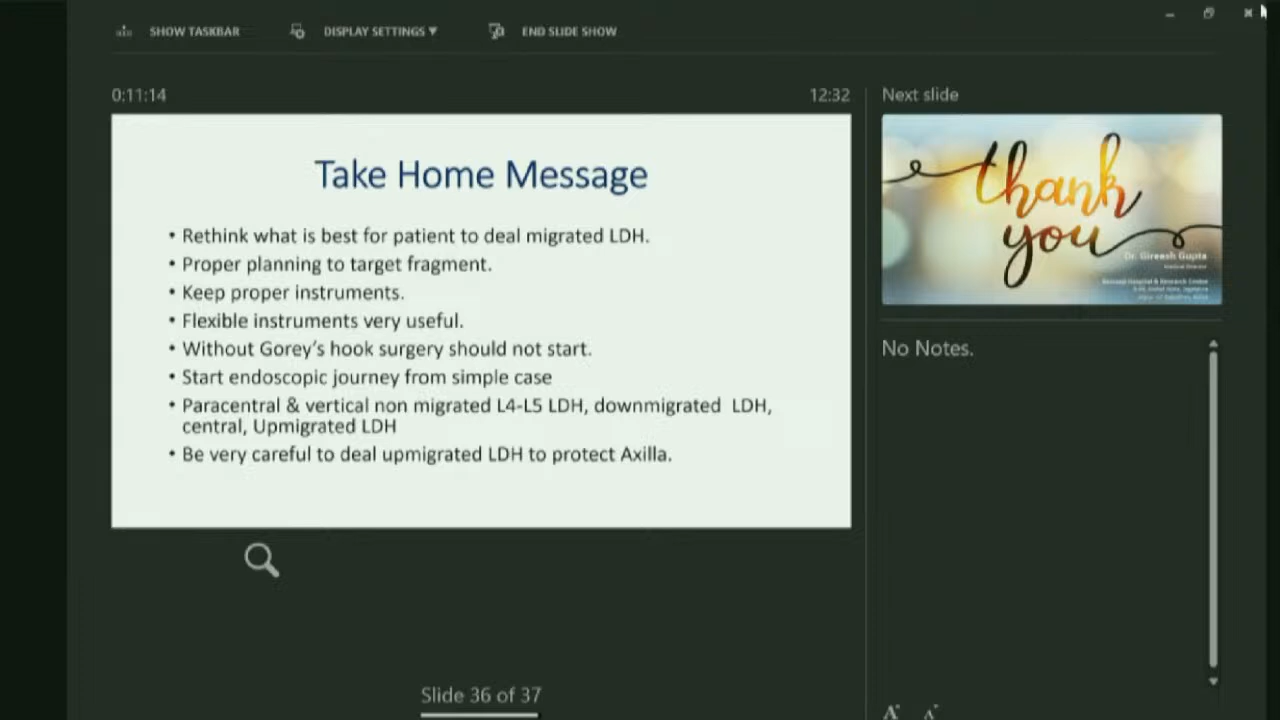 SHOW TASKBAR
DISPLAY SETTINGS ▼
END SLIDE SHOW
0:11:14
12:32
Next slide
Take Home Message
• Rethink what is best for patient to deal migrated LDH.
• Proper planning to target fragment.
• Keep proper instruments.
• Flexible instruments very useful.
• Without Gorey's hook surgery should not start.
• Start endoscopic journey from simple case
• Paracentral & vertical non migrated L4-L5 LDH, downmigrated LDH,
central, Upmigrated LDH
• Be very careful to deal upmigrated LDH to protect Axilla.
thank
you
Dr. Gireesh Gupta
No Notes.
Slide 36 of 37
A A